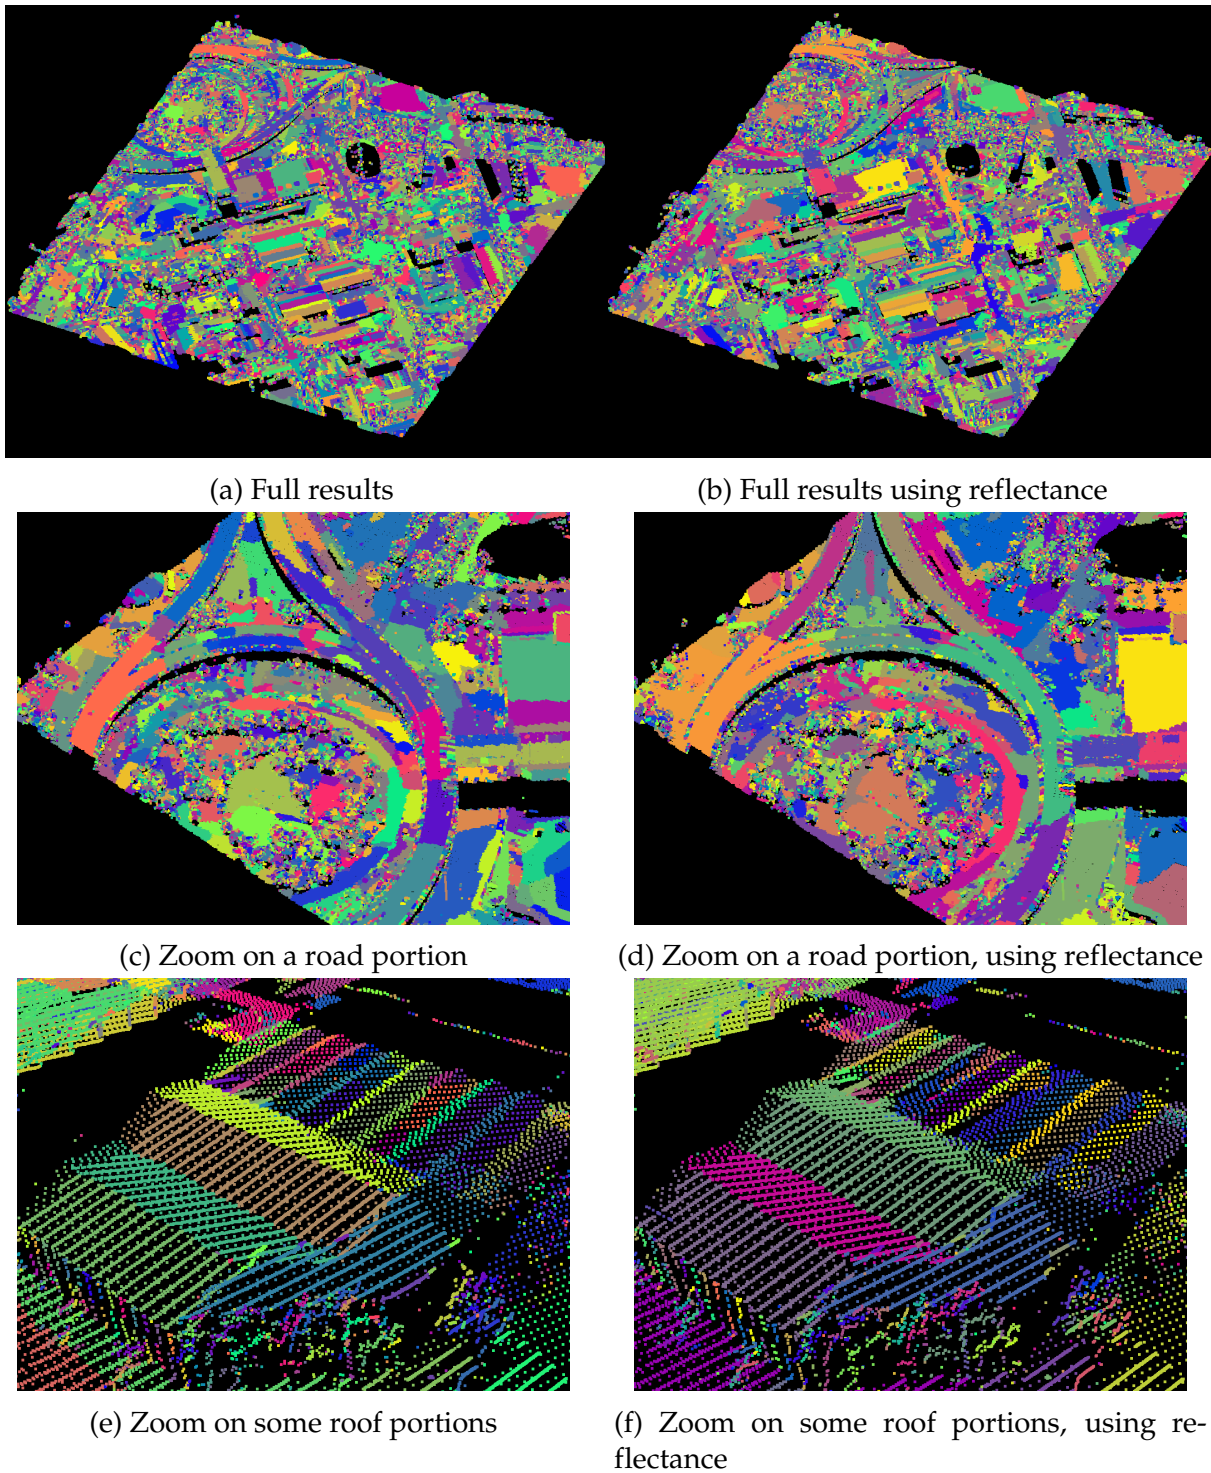 (a) Full results
(b) Full results using reflectance
(c) Zoom on a road portion
(d) Zoom on a road portion, using reflectance
(e) Zoom on some roof portions
(f) Zoom on some roof portions, using re-
flectance